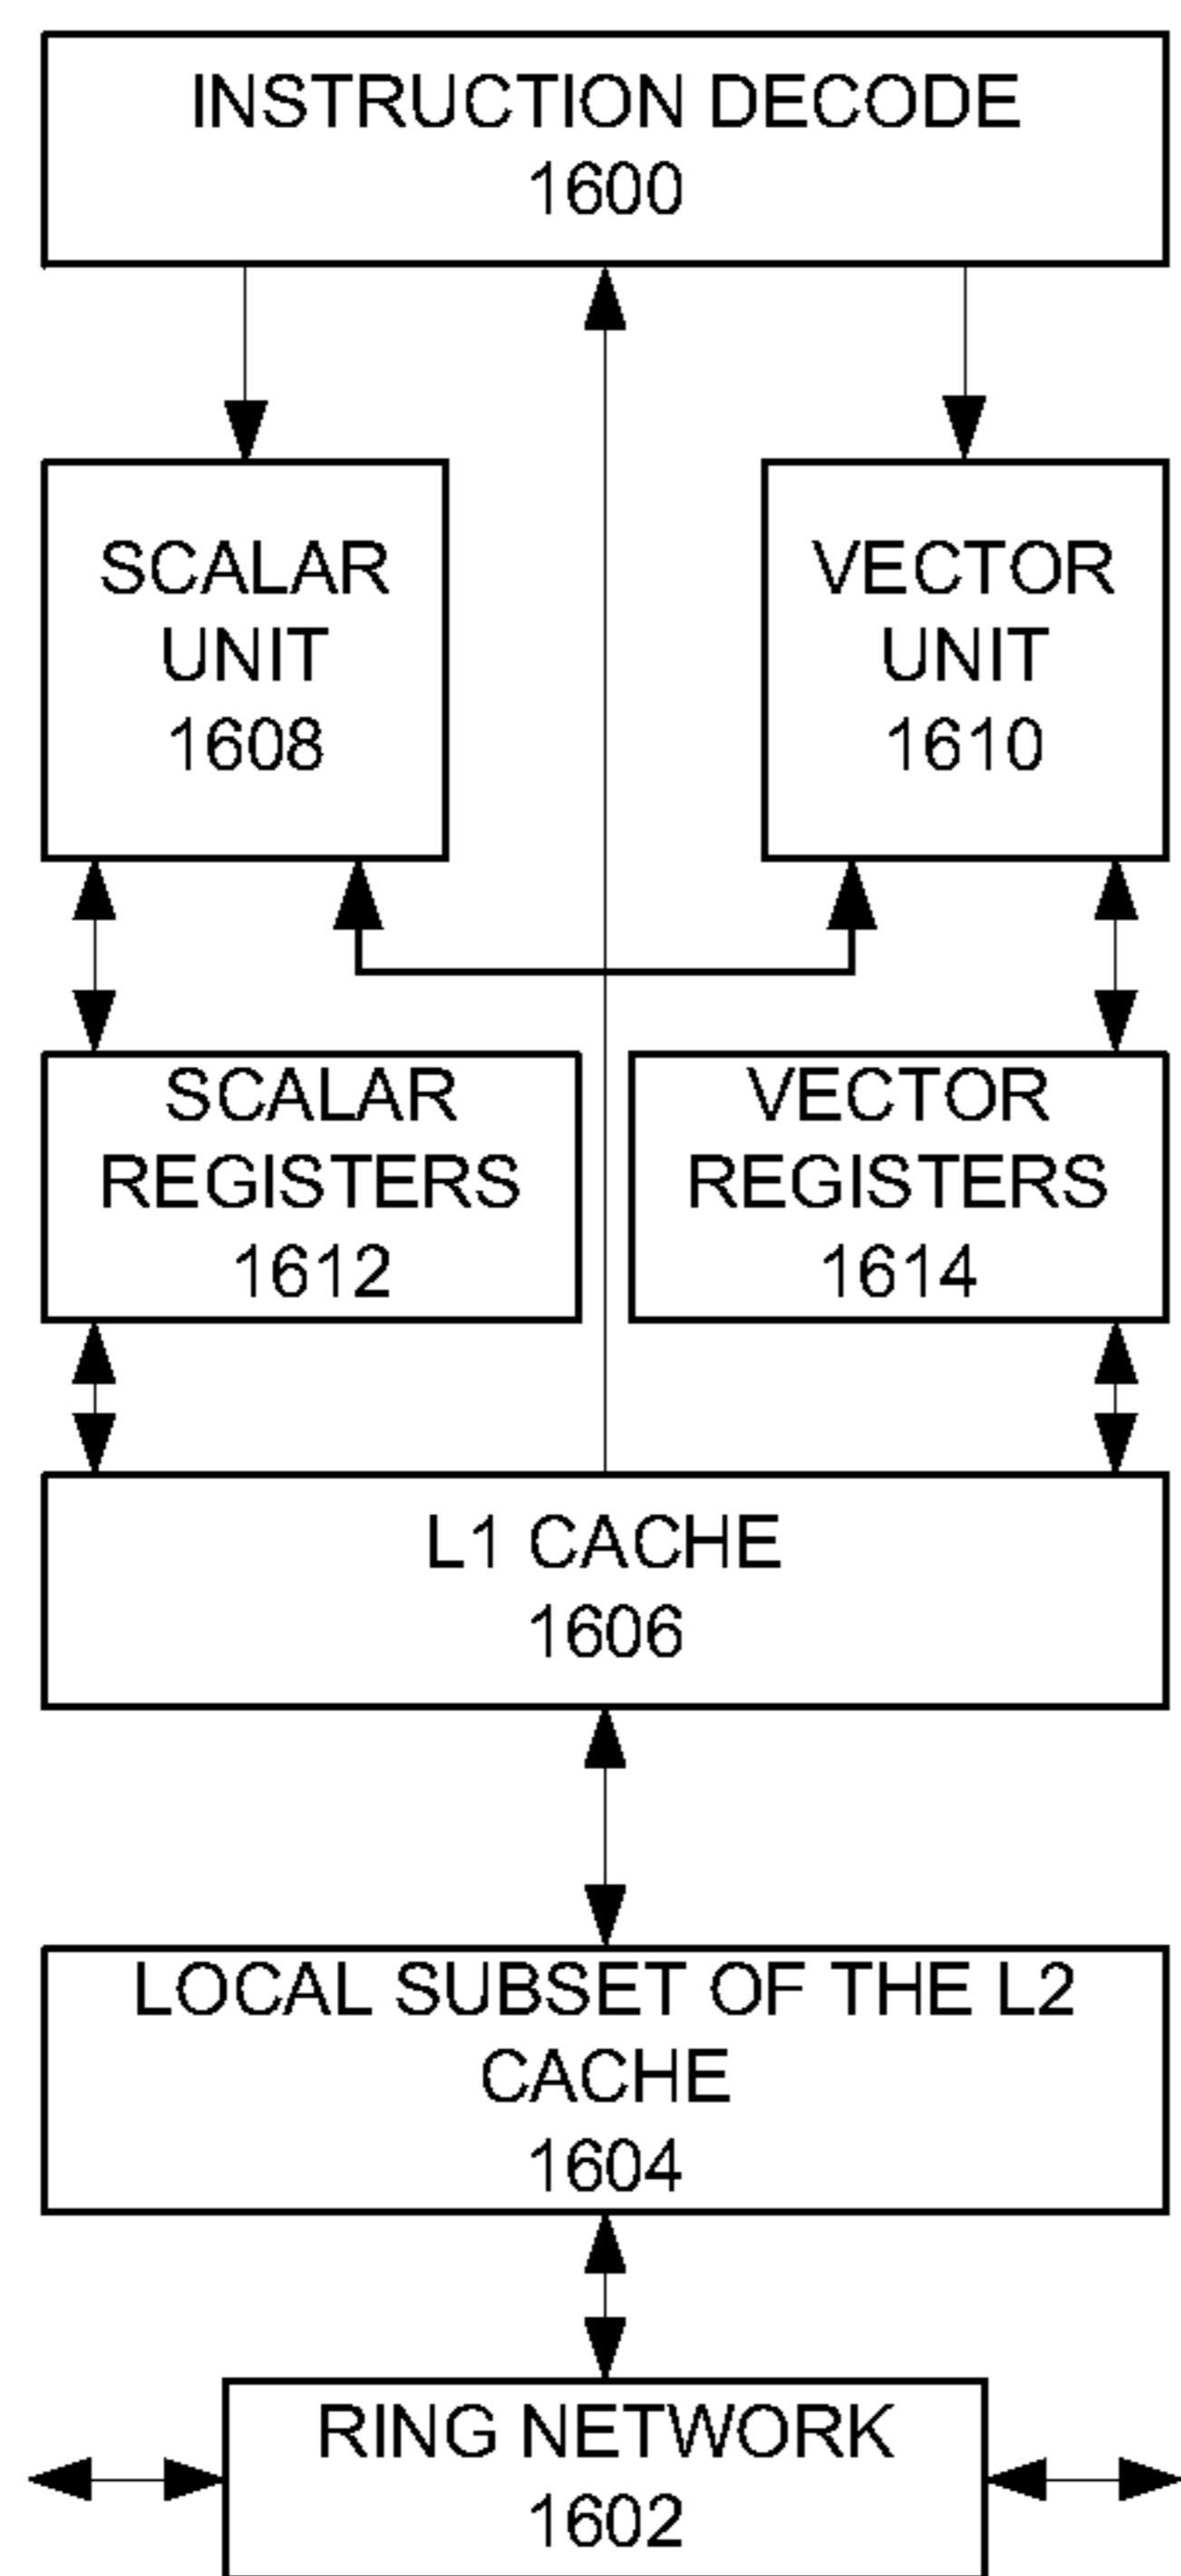 INSTRUCTION DECODE
1600
SCALAR
UNIT
1608
VECTOR
UNIT
1610
SCALAR
REGISTERS
1612
VECTOR
REGISTERS
1614
L1 CACHE
1606
LOCAL SUBSET OF THE L2
CACHE
1604
RING NETWORK
1602